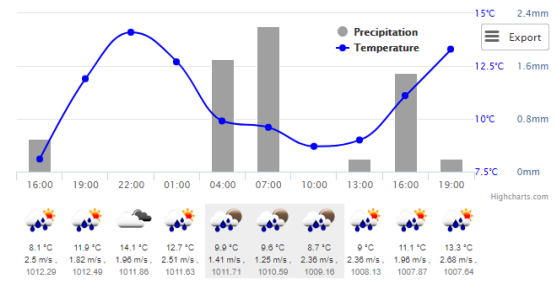 15°C 2.4mm
Precipitation
Temperature
Export
12.5°C 1.6mm
10°C 0.8mm
7.5°C 0mm
16:00 19:00 22:00 01:00 04:00 07:00 10:00 13:00 16:00 19:00
Highcharts.com
8.1 °C 11.9 °C 14.1 °C 12.7 °C 9.9 °C 9.6 °C 8.7 °C 9 °C 11.1 °C 13.3 °C
2.5 m/s , 1.82 m/s , 1.96 m/s , 2.51 m/s , 1.41 m/s , 1.25 m/s , 2.36 m/s , 2.36 m/s , 1.96 m/s , 2.68 m/s ,
1012.29 1012.49 1011.86 1011.63 1011.71 1010.59 1009.16 1008.13 1007.87 1007.64